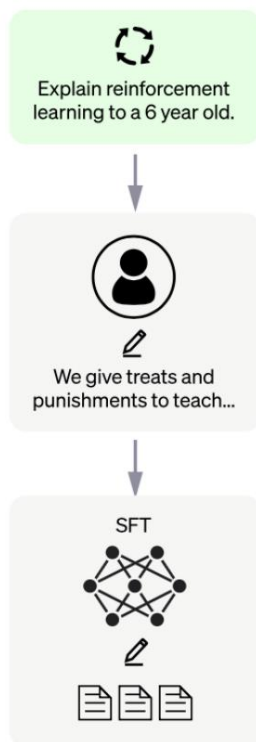 Explain reinforcement
learning to a 6 year old.
We give treats and
punishments to teach...
SFT